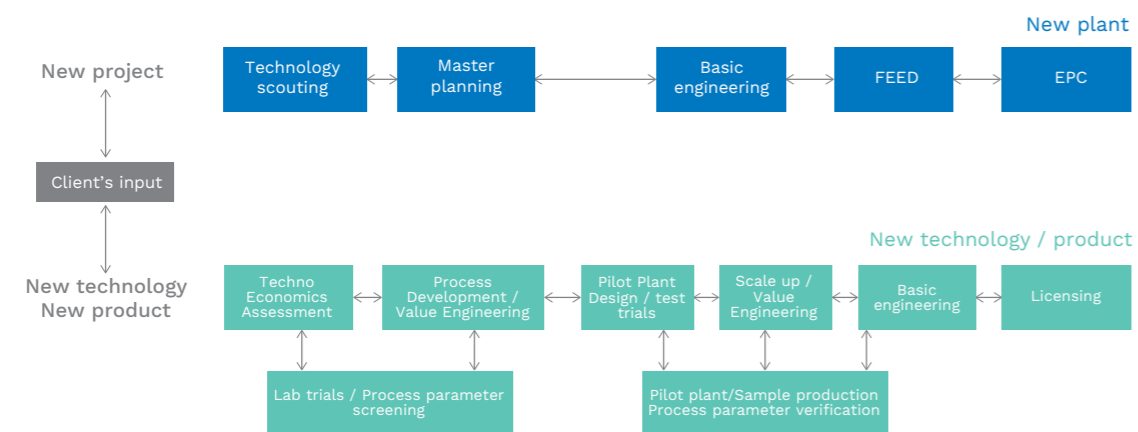 New plant
New project
Technology
scouting
Master
planning
Basic
engineering
FEED
EPC
Client's input
New technology / product
New technology
New product
Techno
Economics
Assessment
Process
Development /
Value Engineering
Pilot Plant
Design / test
trials
Scale up /
Value
Engineering
Basic
engineering
Licensing
Lab trials / Process parameter
screening
Pilot plant/Sample production
Process parameter verification